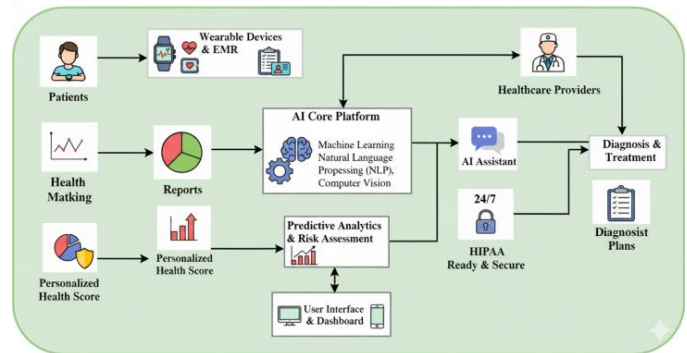 Wearable Devices
& EMR
Patients
Healthcare Providers
AI Core Platform
Machine Learning
Natural Language
Propessing (NLP),
Computer Vision
Health
Matking
Reports
AI Assistant
Diagnosis &
Treatment
24/7
HIPAA
Ready & Secure
Diagnosist
Plans
Personalized
Health Score
Personalized
Health Score
Predictive Analytics
& Risk Assessment
User Interface
& Dashboard